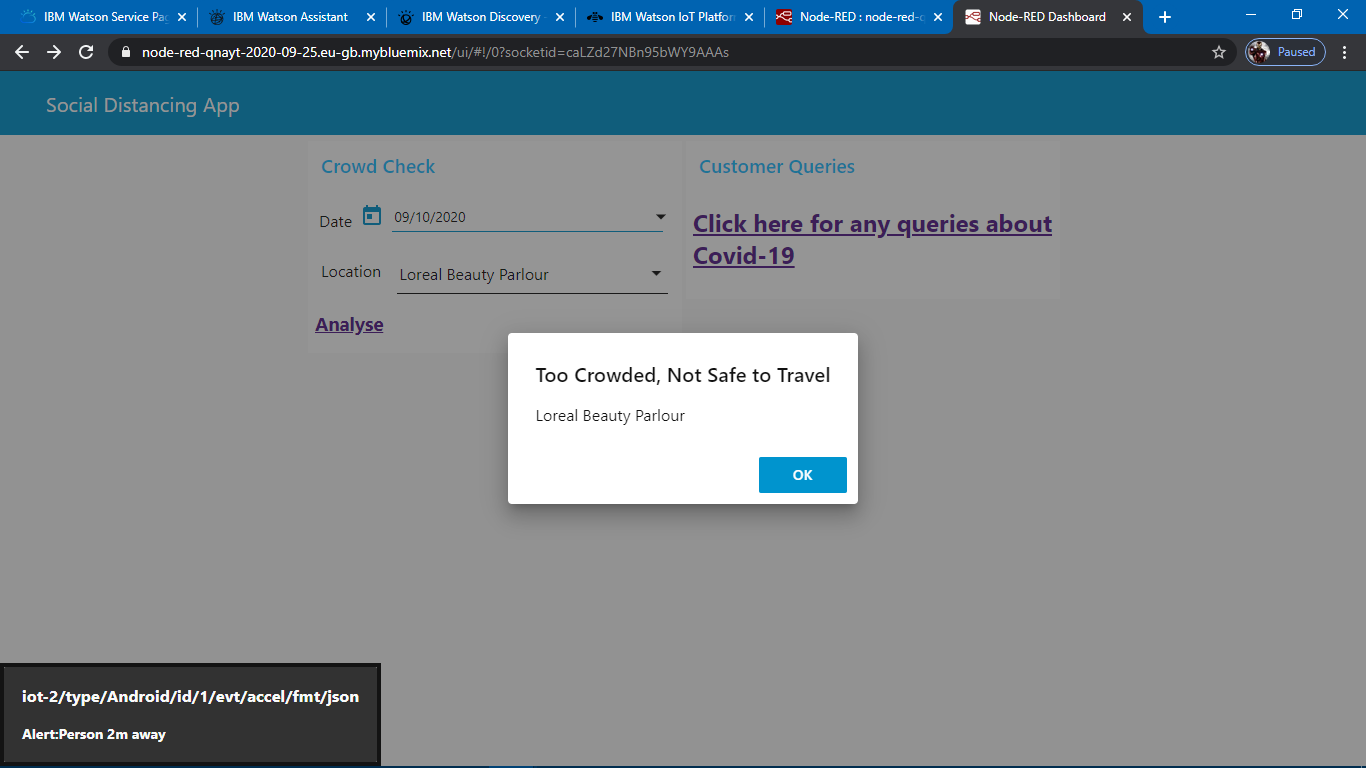 IBM Watson Service Pag
IBM Watson Assistant
IBM Watson Discovery
IBM Watson IoT Platforn
Node-RED : node-red-q
Node-RED Dashboard
node-red-qnayt-2020-09-25.eu-gb.mybluemix.net/ui/#!/0?socketid=caLZd27NBn95bWY9AAAs
Paused
Social Distancing App
Crowd Check
Date
09/10/2020
Location
Loreal Beauty Parlour
Analyse
Customer Queries
Click here for any queries about
Covid-19
Too Crowded, Not Safe to Travel
Loreal Beauty Parlour
OK
iot-2/type/Android/id/1/evt/accel/fmt/json
Alert:Person 2m away